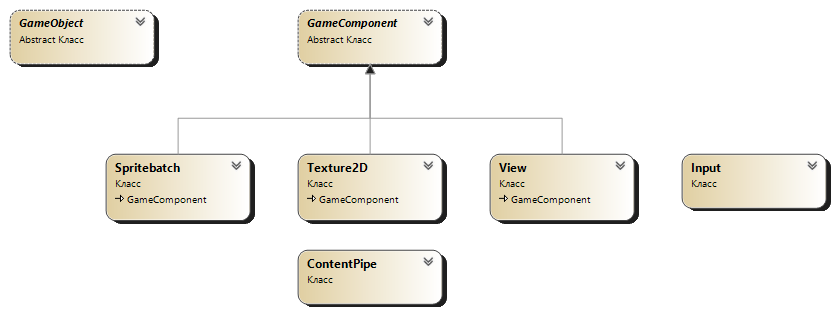 GameObject
Abstract Класс
GameComponent
Abstract Класс
Spritebatch
Класс
GameComponent
Texture2D
Класс
GameComponent
View
Класс
GameComponent
Input
Класс
ContentPipe
Класс